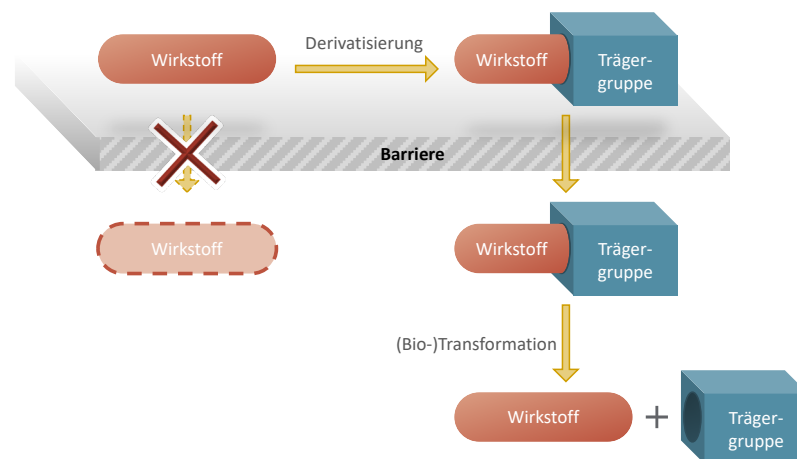 Derivatisierung
Wirkstoff
Wirkstoff
Träger-
gruppe
Barriere
Wirkstoff
Wirkstoff
Träger-
gruppe
(Bio-)Transformation
Wirkstoff
+
Träger-
gruppe